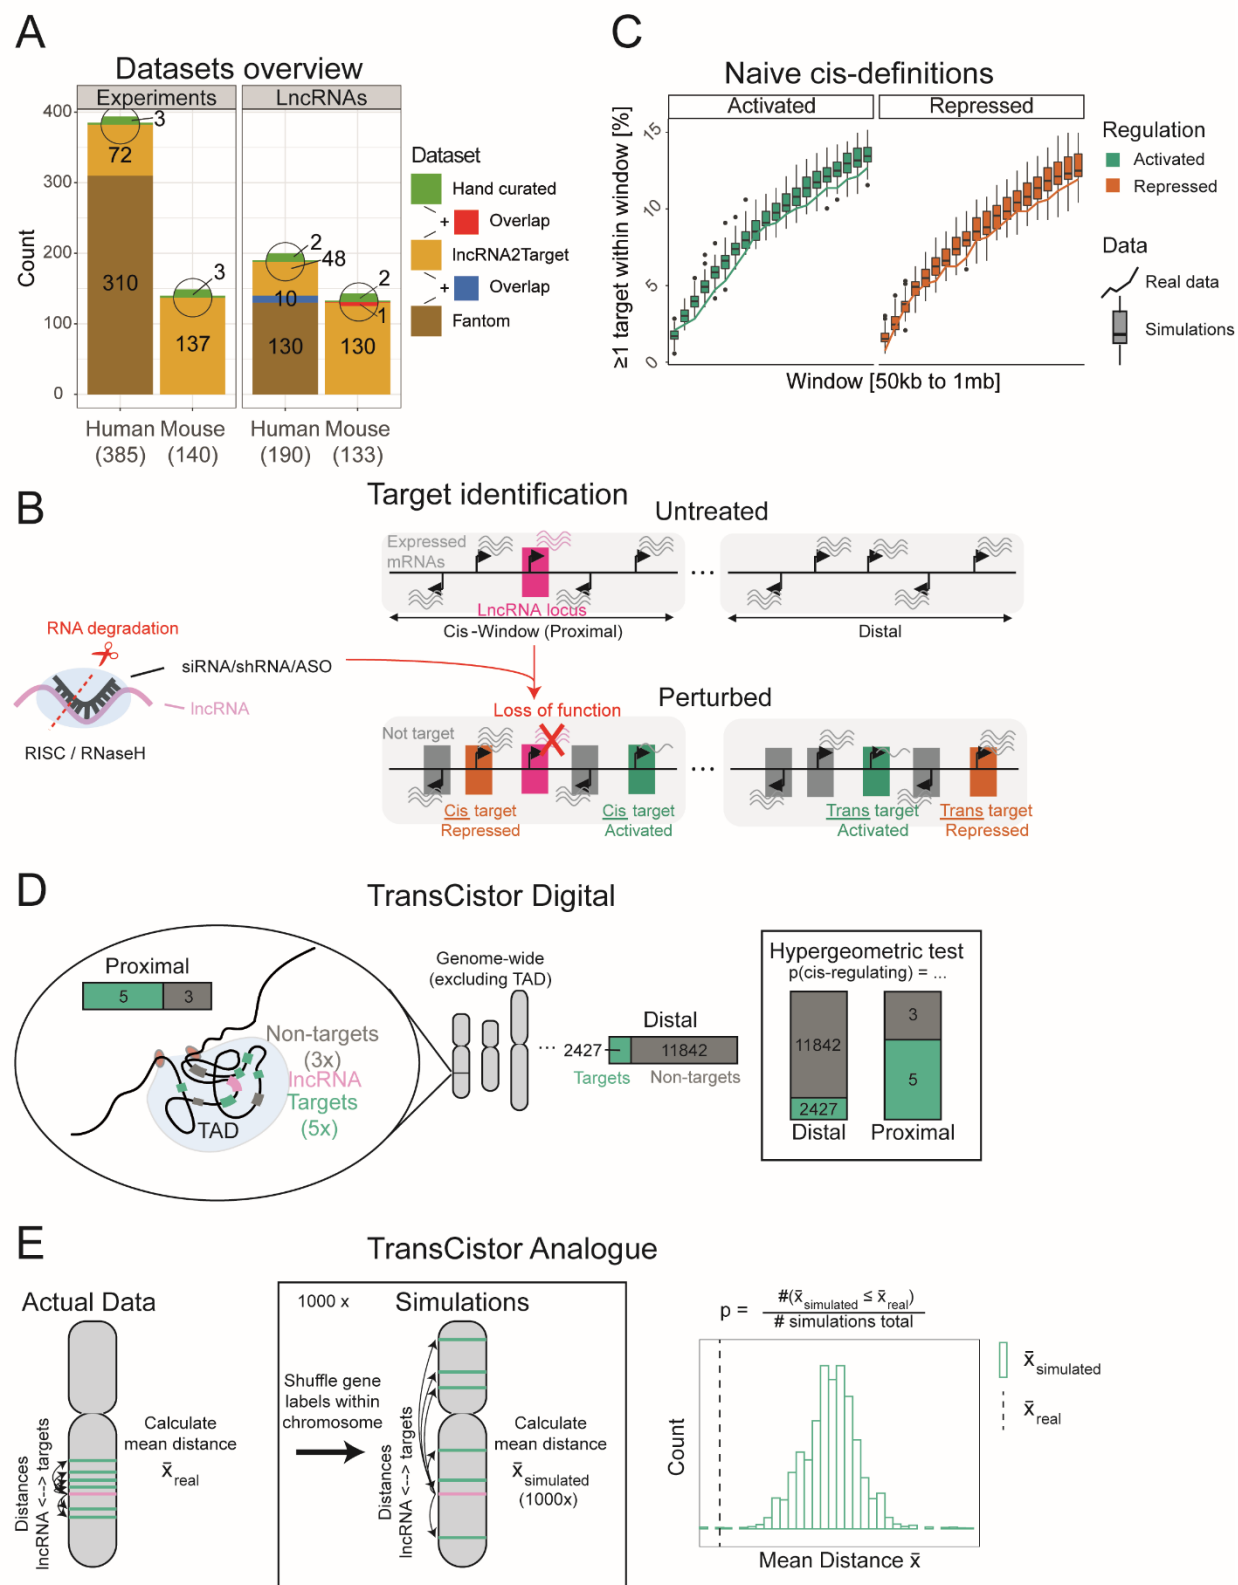 A
Datasets overview
Experiments
LncRNAs
Count
400
300
200
100
0
3
72
310
3
137
2
48
10
130
2
1
130
Human
(385)
Mouse
(140)
Human
(190)
Mouse
(133)
Dataset
Hand curated
+ Overlap
lncRNA2Target
+ Overlap
Fantom
C
Naive cis-definitions
Activated
Repressed
≥1 target within window [%]
15
10
5
0
Window [50kb to 1mb]
Regulation
Activated
Repressed
Data
Real data
Simulations
B
Target identification
Untreated
Expressed
mRNAs
...
LncRNA locus
Cis-Window (Proximal)
Distal
RNA degradation
siRNA/shRNA/ASO
lncRNA
RISC / RNaseH
Loss of function
Perturbed
Not target
...
Cis target
Repressed
Cis target
Activated
Trans target
Activated
Trans target
Repressed
D
TransCistor Digital
Proximal
5
3
Non-targets
(3x)
lncRNA
Targets
(5x)
TAD
Genome-wide
(excluding TAD)
...
Distal
2427
11842
Targets
Non-targets
Hypergeometric test
p(cis-regulating) = ...
11842
2427
3
5
Distal
Proximal
E
TransCistor Analogue
Actual Data
Distances
lncRNA <---> targets
Calculate
mean distance
x̄real
1000 x
Simulations
Shuffle gene
labels within
chromosome
Distances
lncRNA <---> targets
Calculate
mean distance
x̄simulated
(1000x)
p = #(x̄simulated ≤ x̄real)
# simulations total
Count
Mean Distance x̄
x̄simulated
x̄real